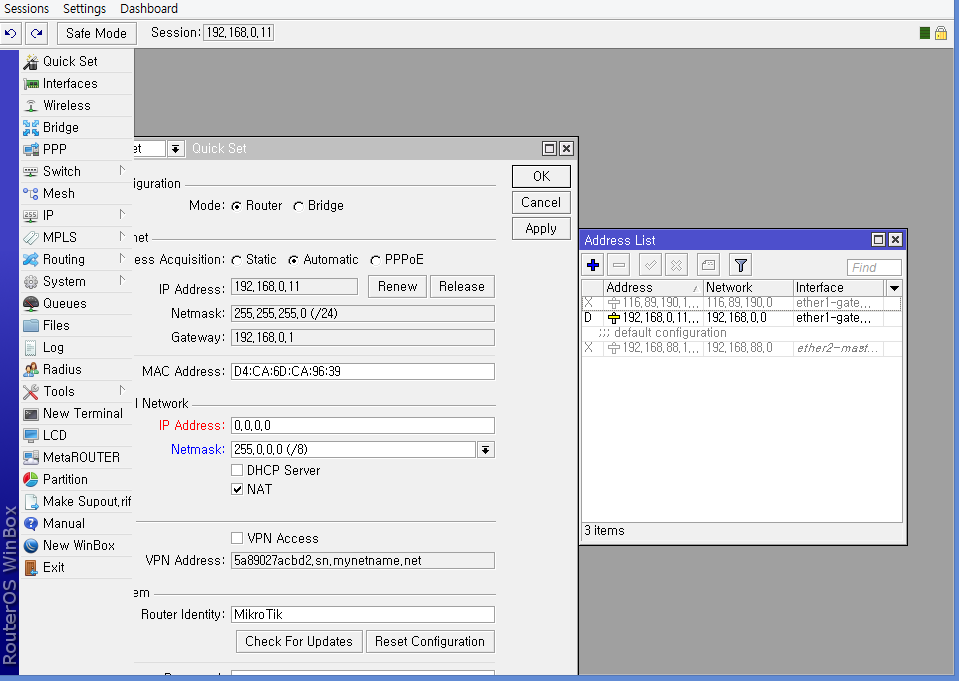 Sessions Settings Dashboard
Safe Mode Session: 192.168.0.11
Quick Set
Interfaces
Wireless
Bridge
PPP
Switch
Mesh
IP
MPLS
Routing
System
Queues
Files
Log
Radius
Tools
New Terminal
LCD
MetaROUTER
Partition
Make Supout.rif
Manual
New WinBox
Exit
RouterOS WinBox
et Quick Set
iguration
Mode: Router Bridge
net
ess Acquisition: Static Automatic PPPoE
IP Address: 192.168.0.11 Renew Release
Netmask: 255.255.255.0 (/24)
Gateway: 192.168.0.1
MAC Address: D4:CA:6D:CA:96:39
l Network
IP Address: 0.0.0.0
Netmask: 255.0.0.0 (/8)
DHCP Server
NAT
VPN Access
VPN Address: 5a89027acbd2.sn.mynetname.net
em
Router Identity: MikroTik
Check For Updates Reset Configuration
OK
Cancel
Apply
Address List
Find
Address Network Interface
X 116.89.190.1... 116.89.190.0 ether1-gate...
D 192.168.0.11... 192.168.0.0 ether1-gate...
;;; default configuration
X 192.168.88.1... 192.168.88.0 ether2-mast...
3 items